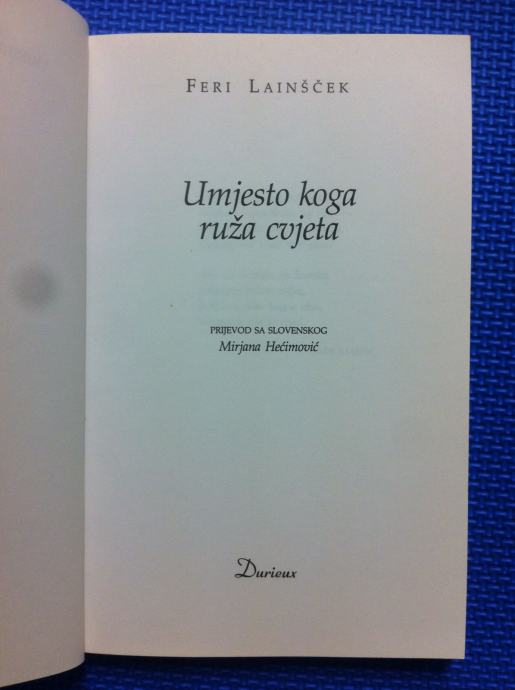 FERI LAINŠČEK
Umjesto koga
ruža cvjeta
PRIJEVOD SA SLOVENSKOG
Mirjana Hećimović
Durieux